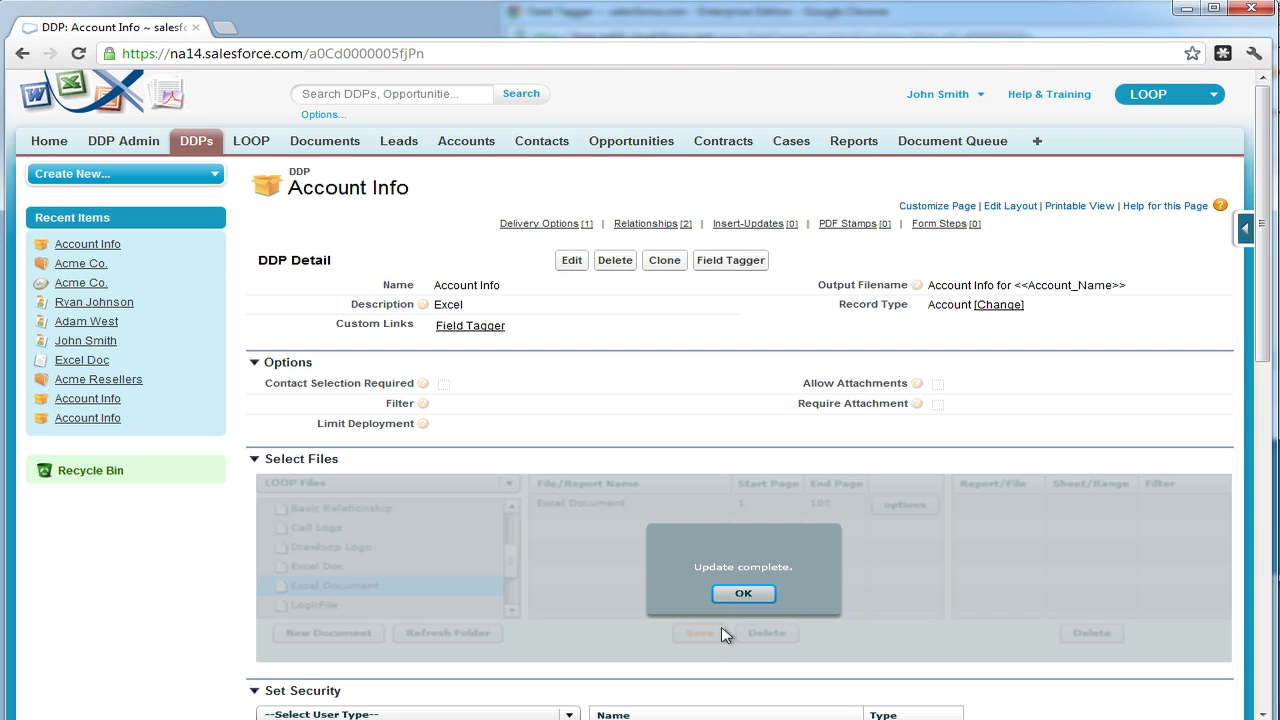 Field Tagger -- salesforce.com - Enterprise Edition - Google Chrome
DDP: Account Info ~ salesf
https://na14.salesforce.com/a0Cd0000005fjPn
Search DDPs, Opportunitie...
Search
Options...
John Smith
Help & Training
LOOP
Home
DDP Admin
DDPs
LOOP
Documents
Leads
Accounts
Contacts
Opportunities
Contracts
Cases
Reports
Document Queue
Create New...
Recent Items
Account Info
Acme Co.
Acme Co.
Ryan Johnson
Adam West
John Smith
Excel Doc
Acme Resellers
Account Info
Account Info
Recycle Bin
DDP
Account Info
Customize Page | Edit Layout | Printable View | Help for this Page
Delivery Options [1] | Relationships [2] | Insert-Updates [0] | PDF Stamps [0] | Form Steps [0]
DDP Detail
Edit
Delete
Clone
Field Tagger
Name Account Info
Output Filename Account Info for <<Account_Name>>
Description Excel
Record Type Account [Change]
Custom Links Field Tagger
Options
Contact Selection Required
Allow Attachments
Filter
Require Attachment
Limit Deployment
Select Files
LOOP Files
File/Report Name Start Page End Page
Report/File Sheet/Range Filter
Basic Relationship
Call Logs
Drawloop Logo
Excel Doc
Excel Document
LogicFile
Excel Document 1 100 options
Update complete.
OK
New Document
Refresh Folder
Save
Delete
Delete
Set Security
--Select User Type--
Name
Type